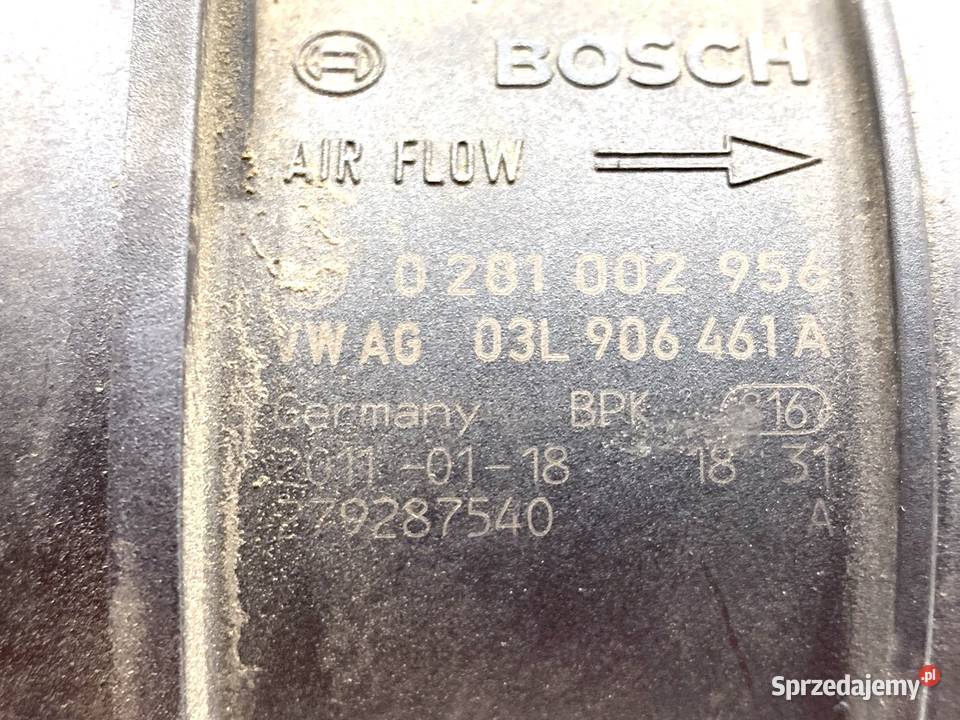 BOSCH
AIR FLOW
0 281 002 956
VW AG 03L 906 461 A
Germany BPK
2011-01-18 18 31
79287540 A
Sprzedajemy.pl